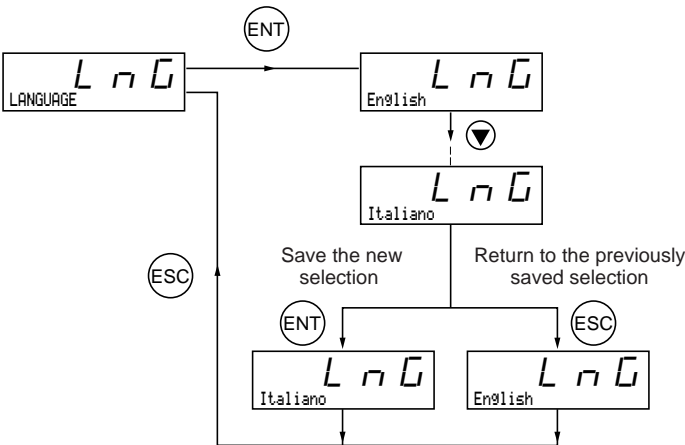 ENT
LnG
LANGUAGE
LnG
English
LnG
Italiano
Save the new
selection
Return to the previously
saved selection
ESC
ENT
ESC
LnG
Italiano
LnG
English